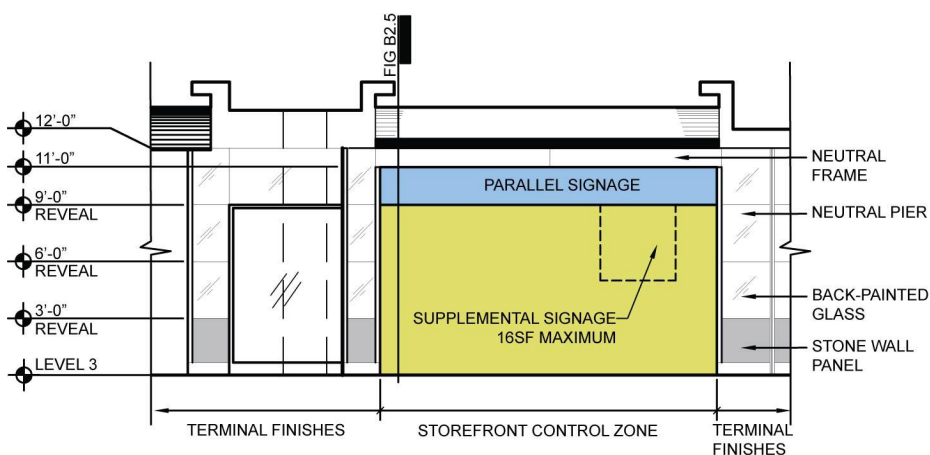 FIG B2.5
12'-0"
11'-0"
9'-0"
REVEAL
6'-0"
REVEAL
3'-0"
REVEAL
LEVEL 3
PARALLEL SIGNAGE
SUPPLEMENTAL SIGNAGE
16SF MAXIMUM
NEUTRAL
FRAME
NEUTRAL PIER
BACK-PAINTED
GLASS
STONE WALL
PANEL
TERMINAL FINISHES
STOREFRONT CONTROL ZONE
TERMINAL
FINISHES